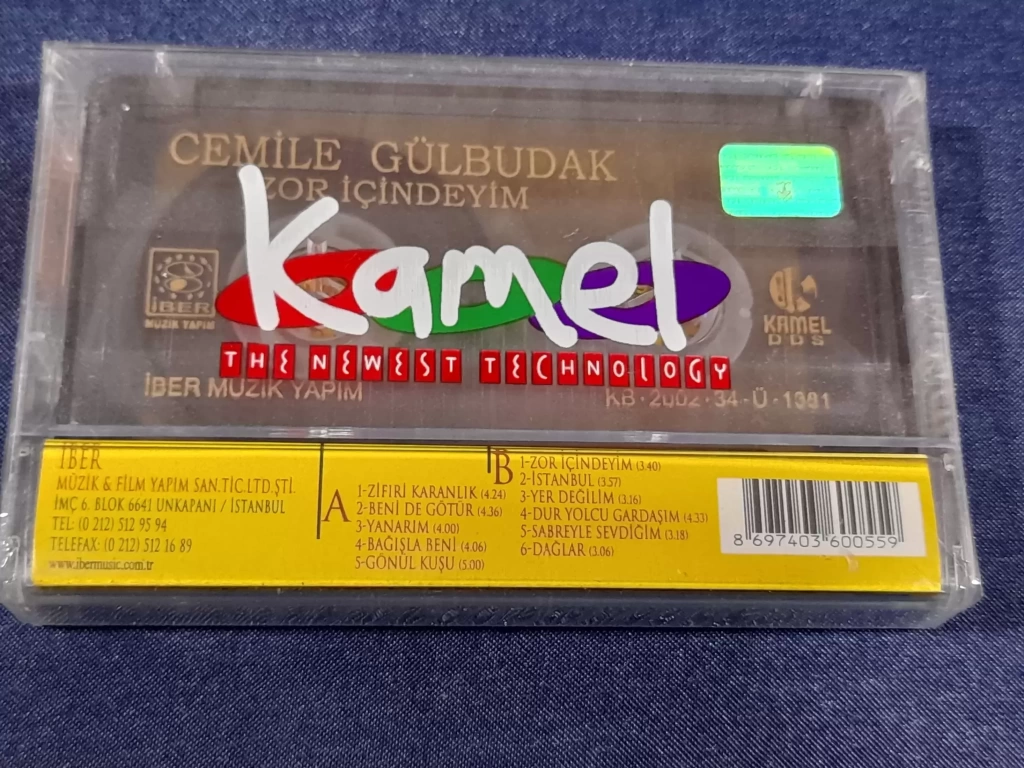 CEMİLE GÜLBUDAK
ZOR İÇİNDEYİM
Kamel
THE NEWEST TECHNOLOGY
İBER
MÜZİK YAPIM
KAMEL
DDS
İBER MÜZİK YAPIM
KB·2002·34·Ü·1381
İBER
MÜZİK & FİLM YAPIM SAN.TİC.LTD.ŞTİ.
İMÇ 6. BLOK 6641 UNKAPANI / İSTANBUL
TEL: (0 212) 512 95 94
TELEFAX: (0 212) 512 16 89
www.ibermusic.com.tr
A
1-ZİFIRİ KARANLIK (4.24)
2-BENİ DE GÖTÜR (4.36)
3-YANARIM (4.00)
4-BAĞIŞLA BENİ (4.06)
5-GÖNÜL KUŞU (5.00)
B
1-ZOR İÇİNDEYİM (3.40)
2-İSTANBUL (3.57)
3-YER DEĞİLİM (3.16)
4-DUR YOLCU GARDAŞIM (4.33)
5-SABREYLE SEVDİĞİM (3.18)
6-DAĞLAR (3.06)
8 697403 600559